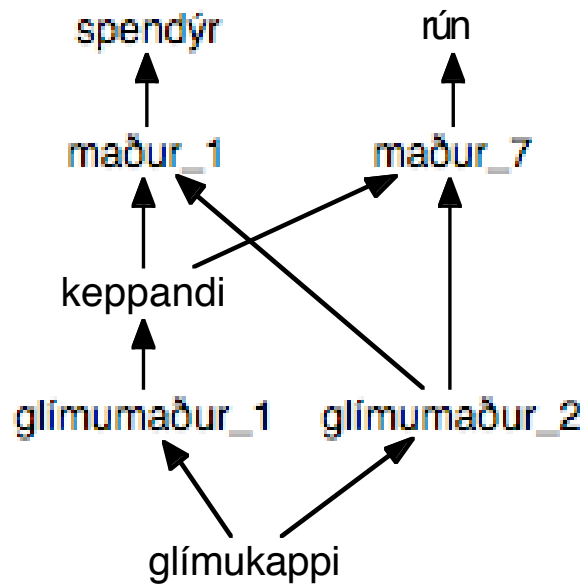 spendýr rún
maður_1 maður_7
keppandi
glímumaður_1 glímumaður_2
glímukappi